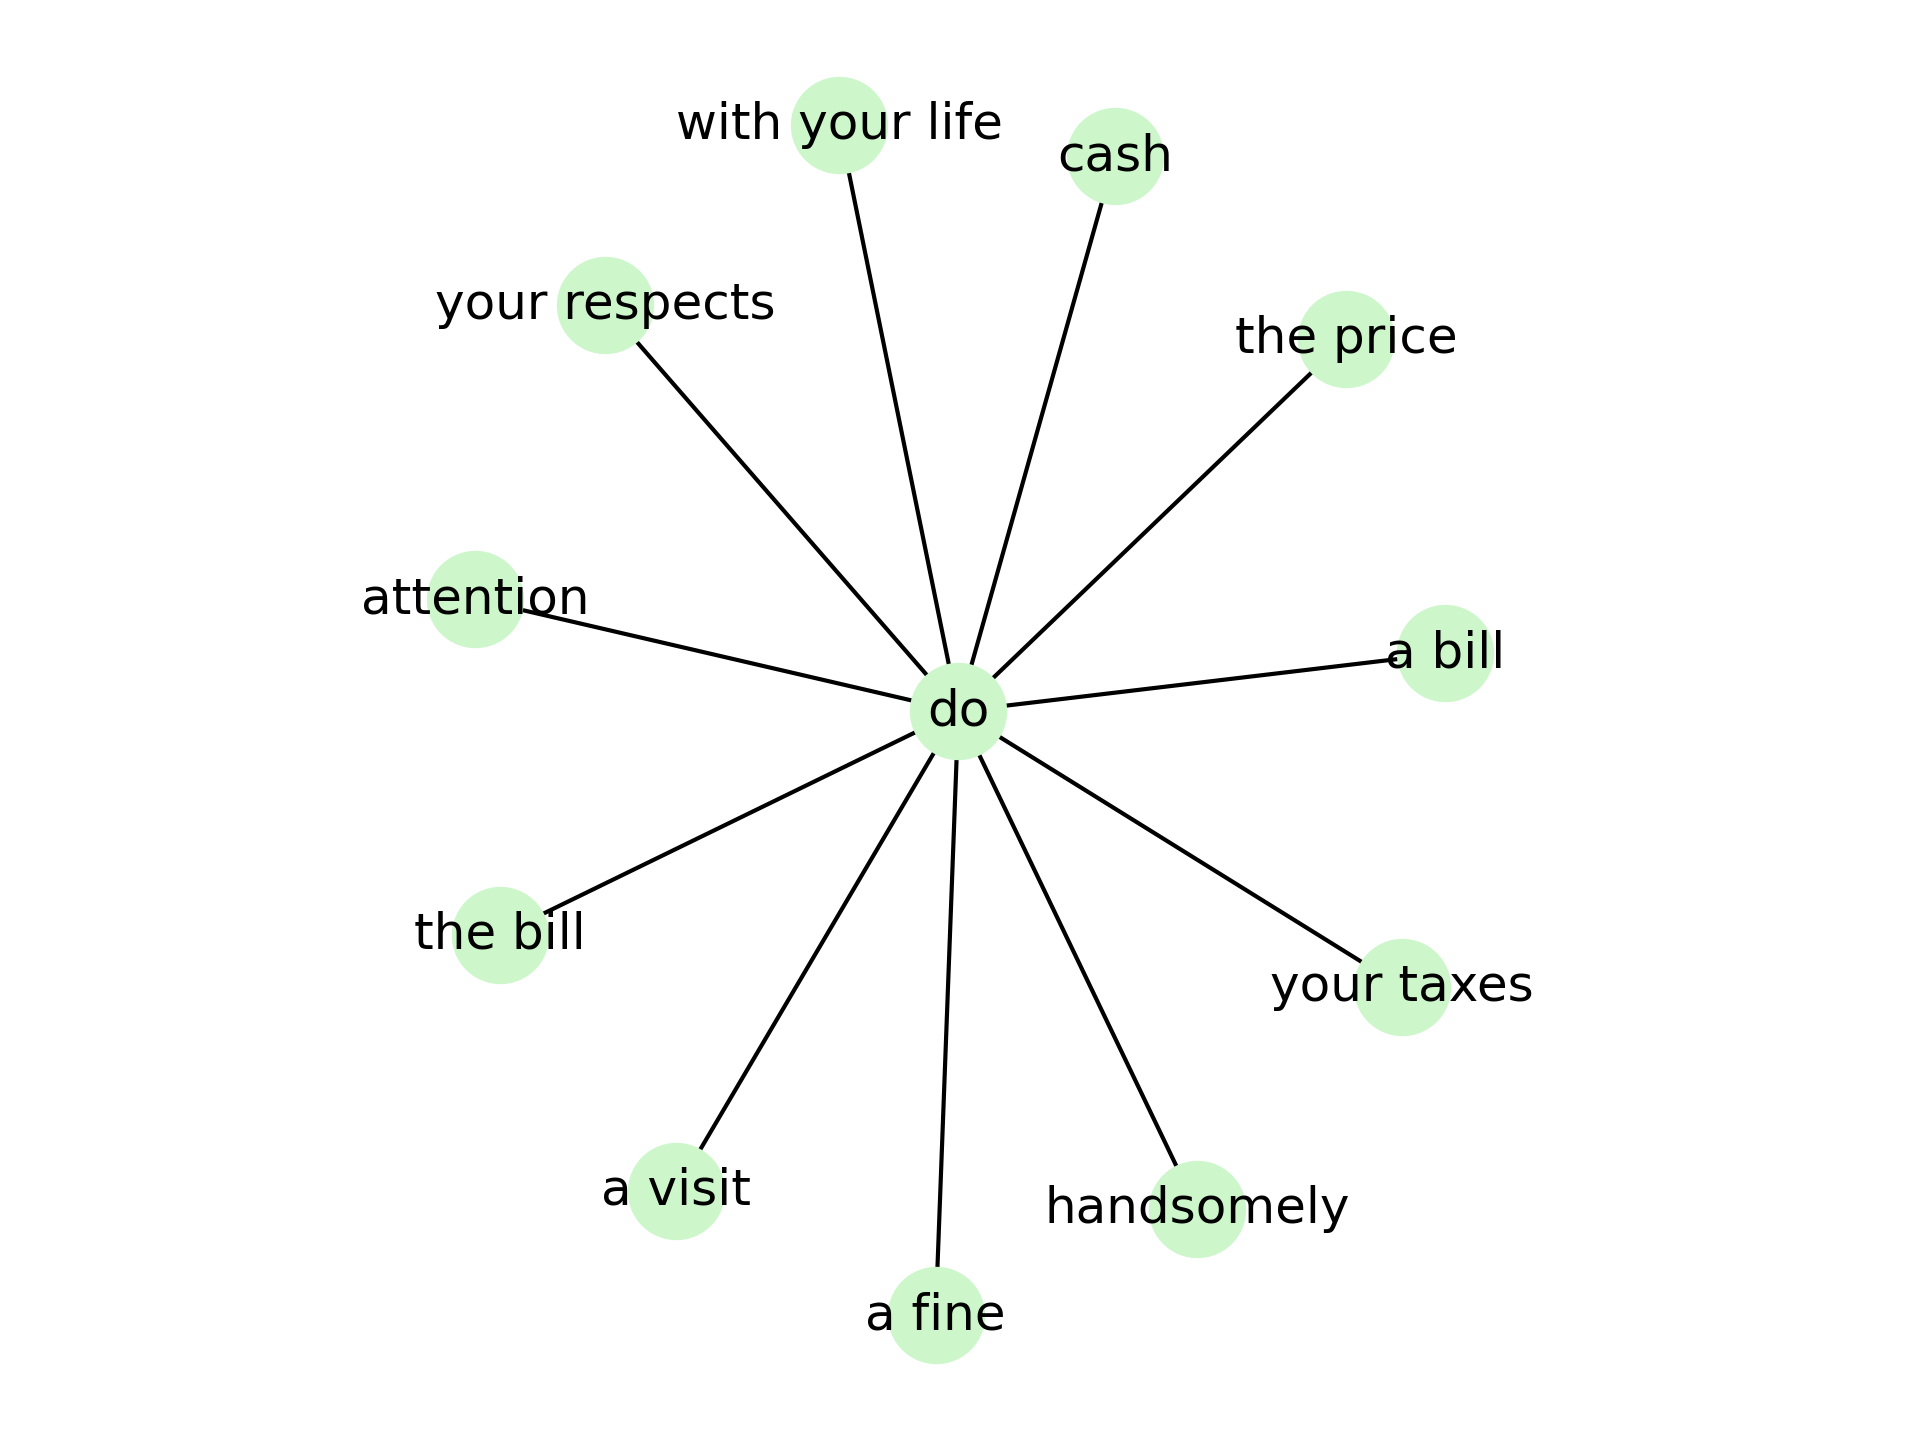 with your life
cash
your respects
the price
attention
a bill
do
the bill
your taxes
a visit
handsomely
a fine